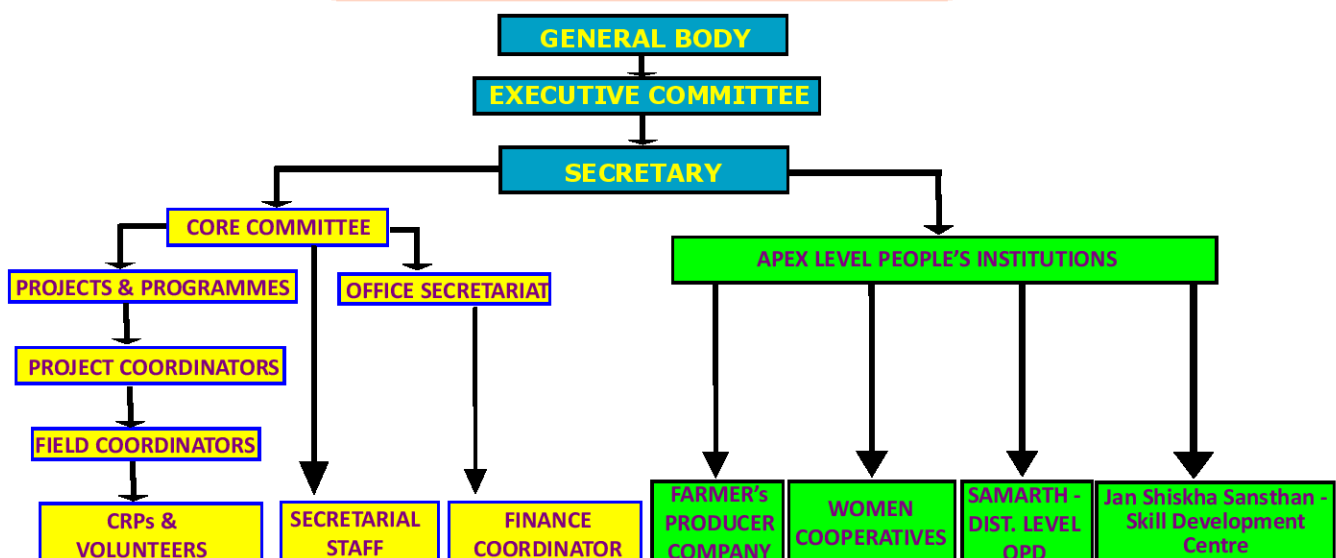 GENERAL BODY
EXECUTIVE COMMITTEE
SECRETARY
CORE COMMITTEE
APEX LEVEL PEOPLE'S INSTITUTIONS
PROJECTS & PROGRAMMES
OFFICE SECRETARIAT
PROJECT COORDINATORS
FIELD COORDINATORS
CRPs &
VOLUNTEERS
SECRETARIAL
STAFF
FINANCE
COORDINATOR
FARMER's
PRODUCER
COMPANY
WOMEN
COOPERATIVES
SAMARTH -
DIST. LEVEL
OPD
Jan Shiskha Sansthan -
Skill Development
Centre